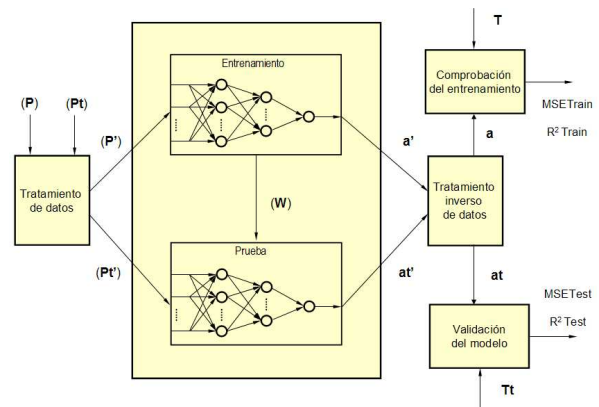 T
Entrenamiento
Comprobación
del entrenamiento
MSETrain
R² Train
(P)
(Pt)
(P')
a'
a
Tratamiento
de datos
(W)
Tratamiento
inverso
de datos
Prueba
(Pt')
at'
at
MSETest
R² Test
Validación
del modelo
Tt